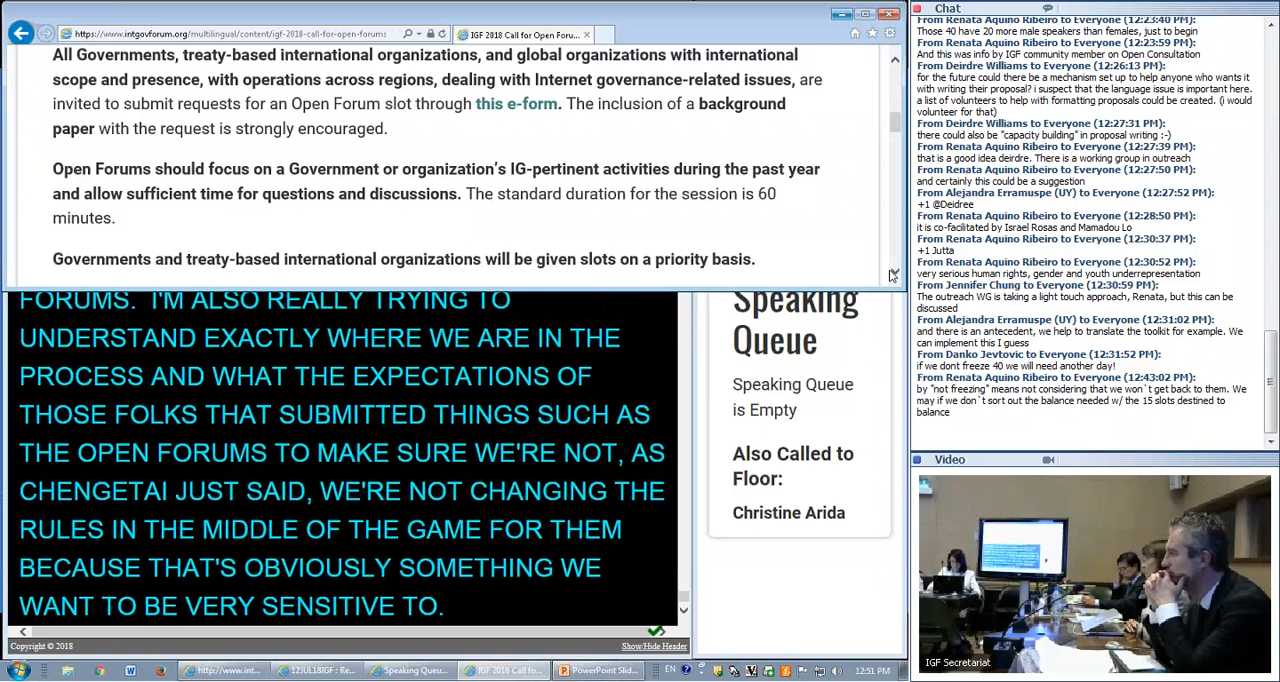 https://www.intgovforum.org/multilingual/content/igf-2018-call-for-open-forums
IGF 2018 Call for Open Foru...
All Governments, treaty-based international organizations, and global organizations with international
scope and presence, with operations across regions, dealing with Internet governance-related issues, are
invited to submit requests for an Open Forum slot through this e-form. The inclusion of a background
paper with the request is strongly encouraged.
Open Forums should focus on a Government or organization's IG-pertinent activities during the past year
and allow sufficient time for questions and discussions. The standard duration for the session is 60
minutes.
Governments and treaty-based international organizations will be given slots on a priority basis.
FORUMS. I'M ALSO REALLY TRYING TO
UNDERSTAND EXACTLY WHERE WE ARE IN THE
PROCESS AND WHAT THE EXPECTATIONS OF
THOSE FOLKS THAT SUBMITTED THINGS SUCH AS
THE OPEN FORUMS TO MAKE SURE WE'RE NOT, AS
CHENGETAI JUST SAID, WE'RE NOT CHANGING THE
RULES IN THE MIDDLE OF THE GAME FOR THEM
BECAUSE THAT'S OBVIOUSLY SOMETHING WE
WANT TO BE VERY SENSITIVE TO.
Copyright © 2018
Show/Hide Header
Speaking
Queue
Speaking Queue
is Empty
Also Called to
Floor:
Christine Arida
Chat
From Renata Aquino Ribeiro to Everyone (12:23:40 PM):
Those 40 have 20 more male speakers than females, just to begin
From Renata Aquino Ribeiro to Everyone (12:23:59 PM):
And this was info by IGF community member on Open Consultation
From Deirdre Williams to Everyone (12:26:13 PM):
for the future could there be a mechanism set up to help anyone who wants it
with writing their proposal? i suspect that the language issue is important here.
a list of volunteers to help with formatting proposals could be created. (i would
volunteer for that)
From Deirdre Williams to Everyone (12:27:31 PM):
there could also be "capacity building" in proposal writing :-)
From Renata Aquino Ribeiro to Everyone (12:27:39 PM):
that is a good idea deirdre. There is a working group in outreach
From Renata Aquino Ribeiro to Everyone (12:27:50 PM):
and certainly this could be a suggestion
From Alejandra Erramuspe (UY) to Everyone (12:27:52 PM):
+1 @Deidree
From Renata Aquino Ribeiro to Everyone (12:28:50 PM):
it is co-facilitated by Israel Rosas and Mamadou Lo
From Renata Aquino Ribeiro to Everyone (12:30:37 PM):
+1 Jutta
From Renata Aquino Ribeiro to Everyone (12:30:52 PM):
very serious human rights, gender and youth underrepresentation
From Jennifer Chung to Everyone (12:30:59 PM):
The outreach WG is taking a light touch approach, Renata, but this can be
discussed
From Alejandra Erramuspe (UY) to Everyone (12:31:02 PM):
and there is an antecedent, we help to translate the toolkit for example. We
can implement this I guess
From Danko Jevtovic to Everyone (12:31:52 PM):
if we dont freeze 40 we will need another day!
From Renata Aquino Ribeiro to Everyone (12:43:02 PM):
by "not freezing" means not considering that we won`t get back to them. We
may if we don`t sort out the balance needed w/ the 15 slots destined to
balance
Video
IGF Secretariat
http://www.int...
12JUL18IGF : Re...
Speaking Queu...
IGF 2018 Call fo...
PowerPoint Slid...
EN
12:51 PM